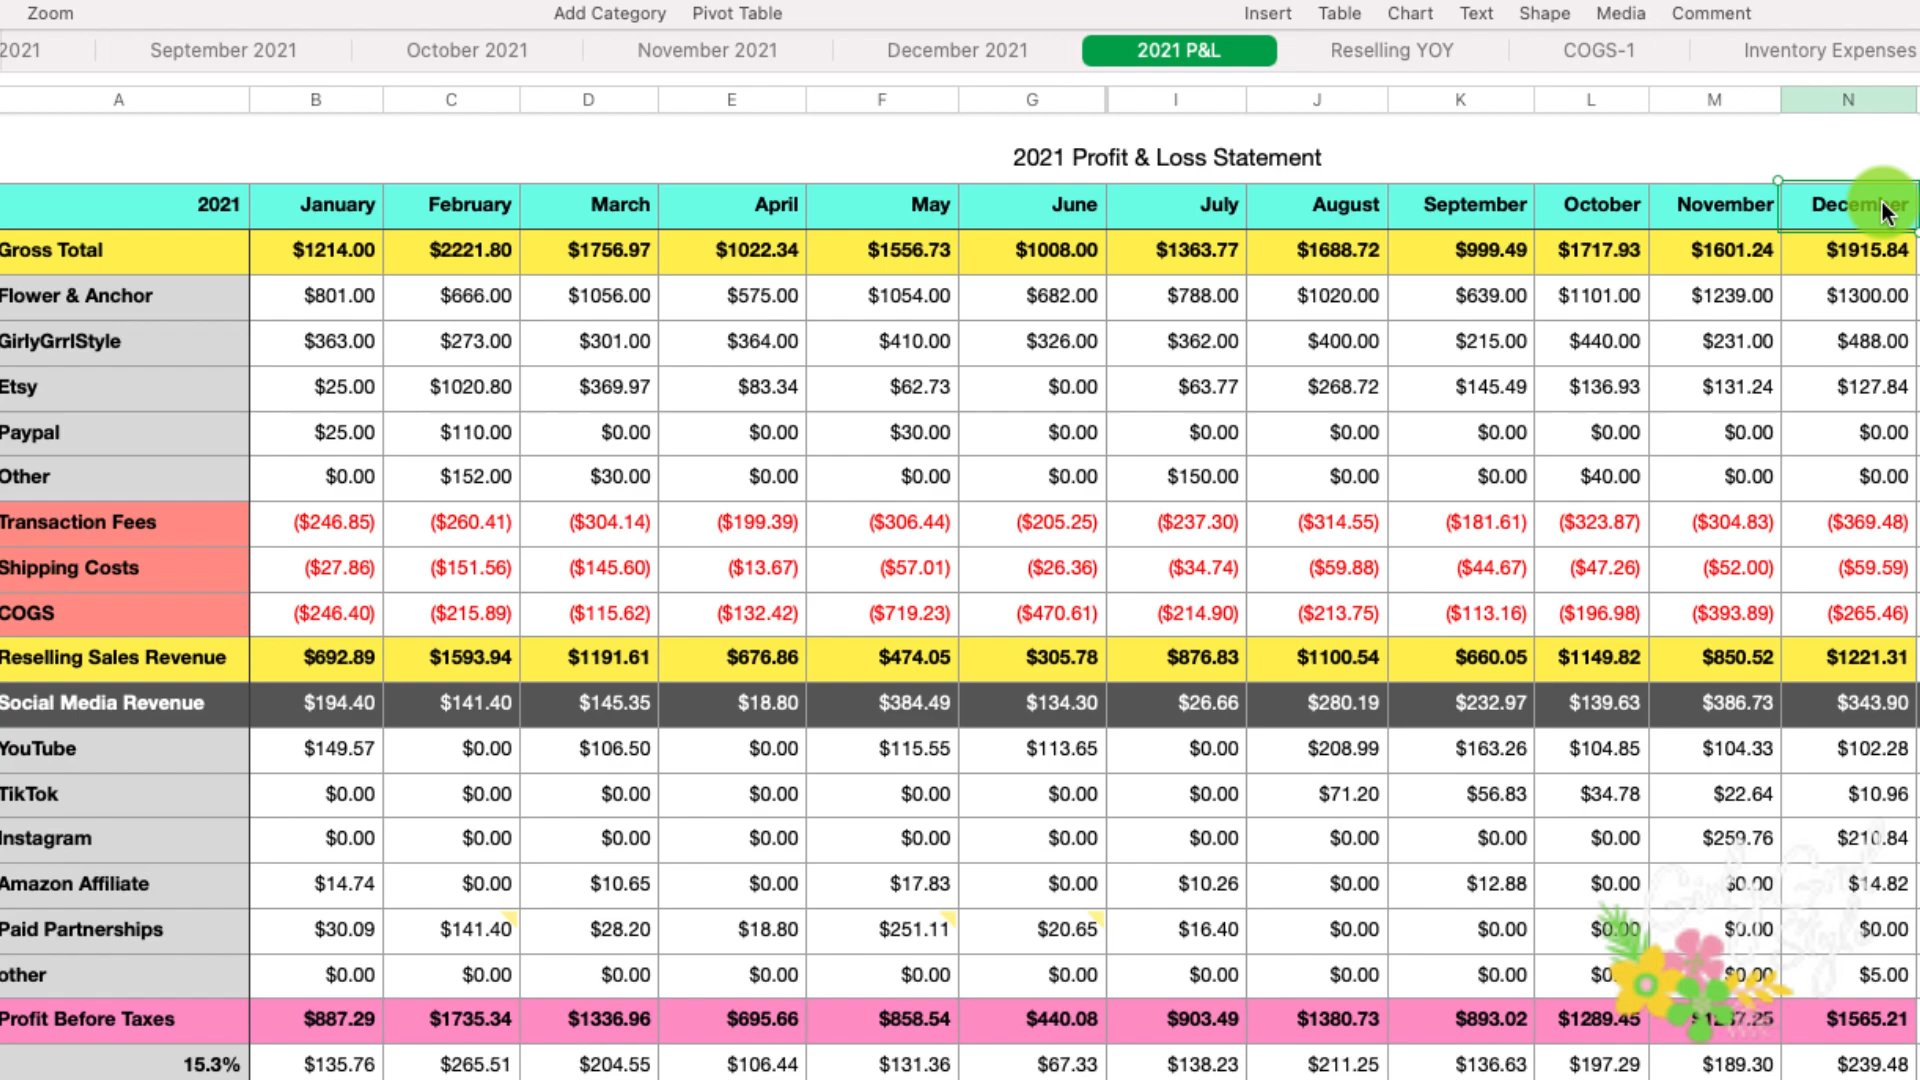 Zoom Add Category Pivot Table Insert Table Chart Text Shape Media Comment
2021 September 2021 October 2021 November 2021 December 2021 2021 P&L Reselling YOY COGS-1 Inventory Expenses
A B C D E F G I J K L M N
2021 Profit & Loss Statement
2021 January February March April May June July August September October November December
Gross Total $1214.00 $2221.80 $1756.97 $1022.34 $1556.73 $1008.00 $1363.77 $1688.72 $999.49 $1717.93 $1601.24 $1915.84
Flower & Anchor $801.00 $666.00 $1056.00 $575.00 $1054.00 $682.00 $788.00 $1020.00 $639.00 $1101.00 $1239.00 $1300.00
GirlyGrrlStyle $363.00 $273.00 $301.00 $364.00 $410.00 $326.00 $362.00 $400.00 $215.00 $440.00 $231.00 $488.00
Etsy $25.00 $1020.80 $369.97 $83.34 $62.73 $0.00 $63.77 $268.72 $145.49 $136.93 $131.24 $127.84
Paypal $25.00 $110.00 $0.00 $0.00 $30.00 $0.00 $0.00 $0.00 $0.00 $0.00 $0.00 $0.00
Other $0.00 $152.00 $30.00 $0.00 $0.00 $0.00 $150.00 $0.00 $0.00 $40.00 $0.00 $0.00
Transaction Fees ($246.85) ($260.41) ($304.14) ($199.39) ($306.44) ($205.25) ($237.30) ($314.55) ($181.61) ($323.87) ($304.83) ($369.48)
Shipping Costs ($27.86) ($151.56) ($145.60) ($13.67) ($57.01) ($26.36) ($34.74) ($59.88) ($44.67) ($47.26) ($52.00) ($59.59)
COGS ($246.40) ($215.89) ($115.62) ($132.42) ($719.23) ($470.61) ($214.90) ($213.75) ($113.16) ($196.98) ($393.89) ($265.46)
Reselling Sales Revenue $692.89 $1593.94 $1191.61 $676.86 $474.05 $305.78 $876.83 $1100.54 $660.05 $1149.82 $850.52 $1221.31
Social Media Revenue $194.40 $141.40 $145.35 $18.80 $384.49 $134.30 $26.66 $280.19 $232.97 $139.63 $386.73 $343.90
YouTube $149.57 $0.00 $106.50 $0.00 $115.55 $113.65 $0.00 $208.99 $163.26 $104.85 $104.33 $102.28
TikTok $0.00 $0.00 $0.00 $0.00 $0.00 $0.00 $0.00 $71.20 $56.83 $34.78 $22.64 $10.96
Instagram $0.00 $0.00 $0.00 $0.00 $0.00 $0.00 $0.00 $0.00 $0.00 $0.00 $259.76 $210.84
Amazon Affiliate $14.74 $0.00 $10.65 $0.00 $17.83 $0.00 $10.26 $0.00 $12.88 $0.00 $0.00 $14.82
Paid Partnerships $30.09 $141.40 $28.20 $18.80 $251.11 $20.65 $16.40 $0.00 $0.00 $0.00 $0.00 $0.00
other $0.00 $0.00 $0.00 $0.00 $0.00 $0.00 $0.00 $0.00 $0.00 $0.00 $5.00
Profit Before Taxes $887.29 $1735.34 $1336.96 $695.66 $858.54 $440.08 $903.49 $1380.73 $893.02 $1289.45 $1565.21
15.3% $135.76 $265.51 $204.55 $106.44 $131.36 $67.33 $138.23 $211.25 $136.63 $197.29 $189.30 $239.48